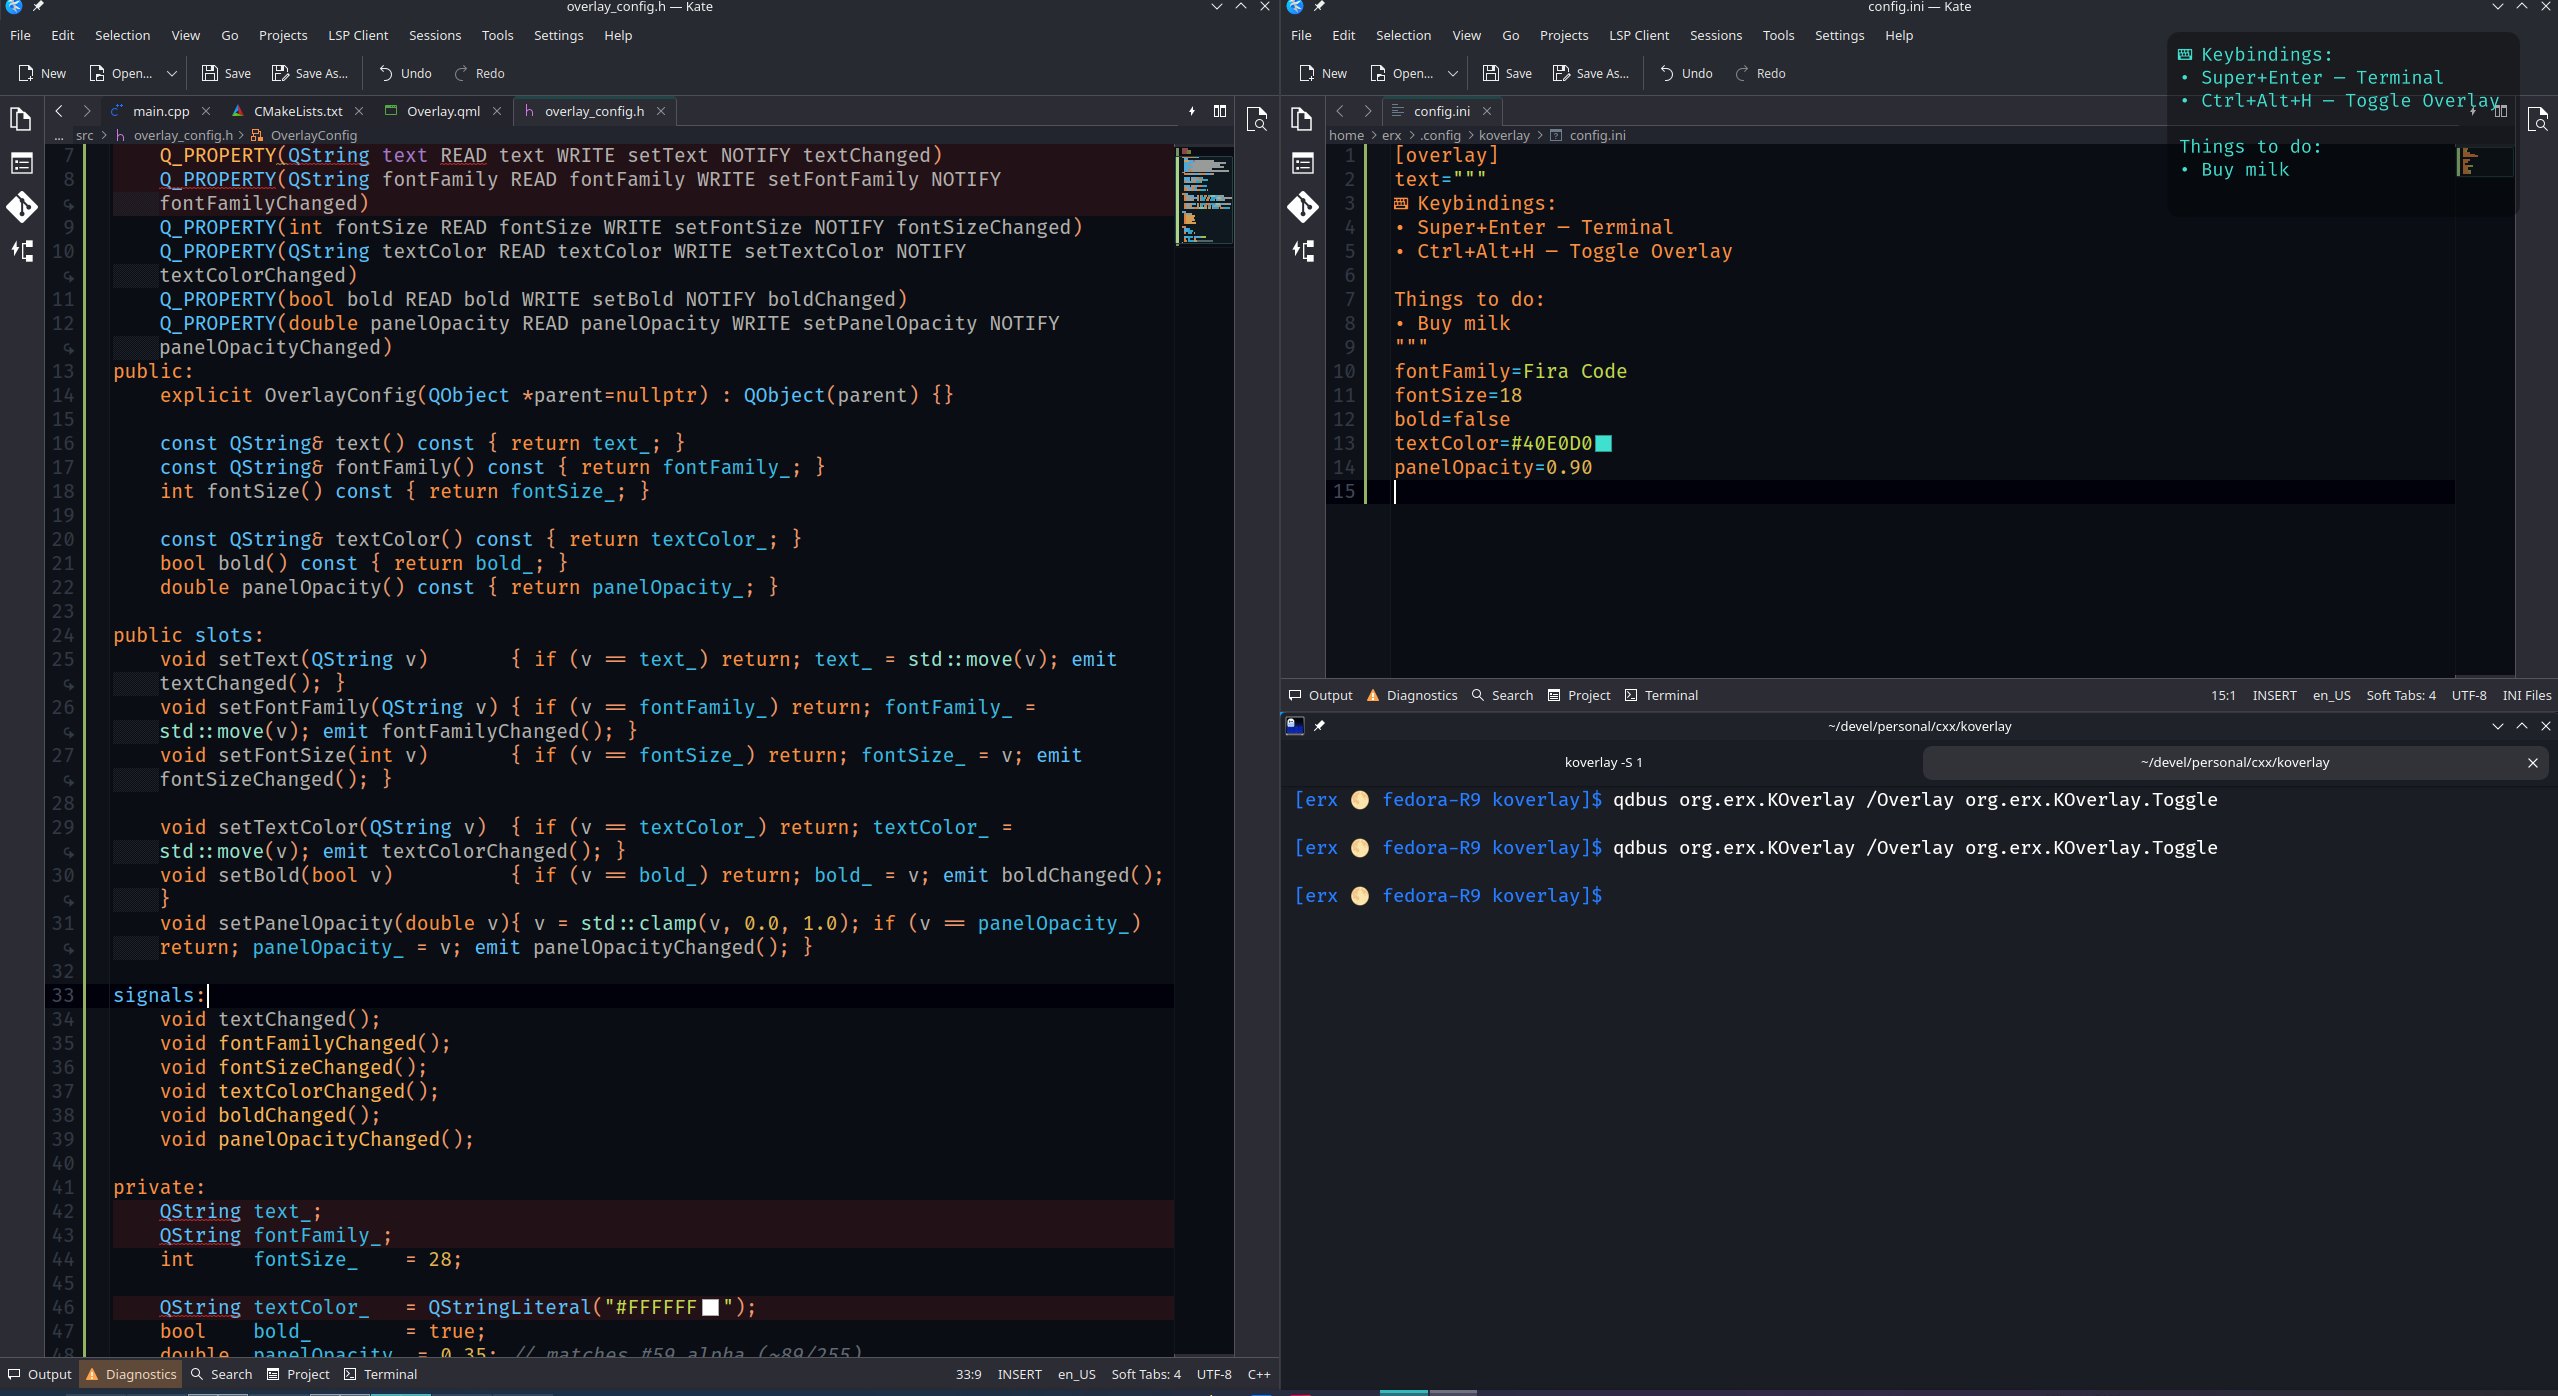 overlay_config.h — Kate
File Edit Selection View Go Projects LSP Client Sessions Tools Settings Help
New Open... Save Save As... Undo Redo
main.cpp CMakeLists.txt Overlay.qml overlay_config.h
... src > h overlay_config.h > OverlayConfig
7 Q_PROPERTY(QString text READ text WRITE setText NOTIFY textChanged)
8 Q_PROPERTY(QString fontFamily READ fontFamily WRITE setFontFamily NOTIFY
fontFamilyChanged)
9 Q_PROPERTY(int fontSize READ fontSize WRITE setFontSize NOTIFY fontSizeChanged)
10 Q_PROPERTY(QString textColor READ textColor WRITE setTextColor NOTIFY
textColorChanged)
11 Q_PROPERTY(bool bold READ bold WRITE setBold NOTIFY boldChanged)
12 Q_PROPERTY(double panelOpacity READ panelOpacity WRITE setPanelOpacity NOTIFY
panelOpacityChanged)
13 public:
14 explicit OverlayConfig(QObject *parent=nullptr) : QObject(parent) {}
15
16 const QString& text() const { return text_; }
17 const QString& fontFamily() const { return fontFamily_; }
18 int fontSize() const { return fontSize_; }
19
20 const QString& textColor() const { return textColor_; }
21 bool bold() const { return bold_; }
22 double panelOpacity() const { return panelOpacity_; }
23
24 public slots:
25 void setText(QString v) { if (v == text_) return; text_ = std::move(v); emit
textChanged(); }
26 void setFontFamily(QString v) { if (v == fontFamily_) return; fontFamily_ =
std::move(v); emit fontFamilyChanged(); }
27 void setFontSize(int v) { if (v == fontSize_) return; fontSize_ = v; emit
fontSizeChanged(); }
28
29 void setTextColor(QString v) { if (v == textColor_) return; textColor_ =
std::move(v); emit textColorChanged(); }
30 void setBold(bool v) { if (v == bold_) return; bold_ = v; emit boldChanged();
}
31 void setPanelOpacity(double v){ v = std::clamp(v, 0.0, 1.0); if (v == panelOpacity_)
return; panelOpacity_ = v; emit panelOpacityChanged(); }
32
33 signals:
34 void textChanged();
35 void fontFamilyChanged();
36 void fontSizeChanged();
37 void textColorChanged();
38 void boldChanged();
39 void panelOpacityChanged();
40
41 private:
42 QString text_;
43 QString fontFamily_;
44 int fontSize_ = 28;
45
46 QString textColor_ = QStringLiteral("#FFFFFF");
47 bool bold_ = true;
48 double panelOpacity_ = 0.35; // matches #59 alpha (~89/255)
Output Diagnostics Search Project Terminal 33:9 INSERT en_US Soft Tabs: 4 UTF-8 C++
config.ini — Kate
File Edit Selection View Go Projects LSP Client Sessions Tools Settings Help
New Open... Save Save As... Undo Redo
config.ini
home > erx > .config > koverlay > config.ini
1 [overlay]
2 text="""
3 ⌨ Keybindings:
4 • Super+Enter — Terminal
5 • Ctrl+Alt+H — Toggle Overlay
6
7 Things to do:
8 • Buy milk
9 """
10 fontFamily=Fira Code
11 fontSize=18
12 bold=false
13 textColor=#40E0D0
14 panelOpacity=0.90
15
⌨ Keybindings:
• Super+Enter — Terminal
• Ctrl+Alt+H — Toggle Overlay
Things to do:
• Buy milk
Output Diagnostics Search Project Terminal 15:1 INSERT en_US Soft Tabs: 4 UTF-8 INI Files
~/devel/personal/cxx/koverlay
koverlay -S 1 ~/devel/personal/cxx/koverlay
[erx 🌕 fedora-R9 koverlay]$ qdbus org.erx.KOverlay /Overlay org.erx.KOverlay.Toggle
[erx 🌕 fedora-R9 koverlay]$ qdbus org.erx.KOverlay /Overlay org.erx.KOverlay.Toggle
[erx 🌕 fedora-R9 koverlay]$